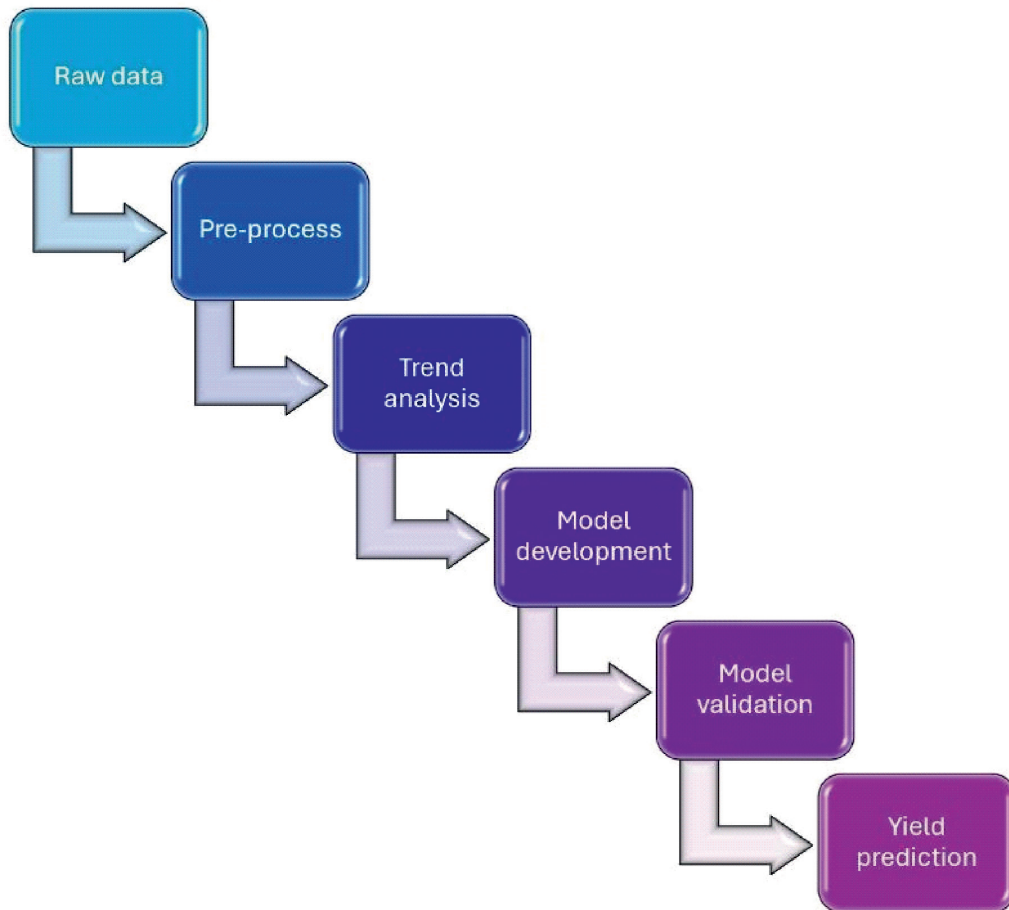 Raw data
Pre-process
Trend
analysis
Model
development
Model
validation
Yield
prediction